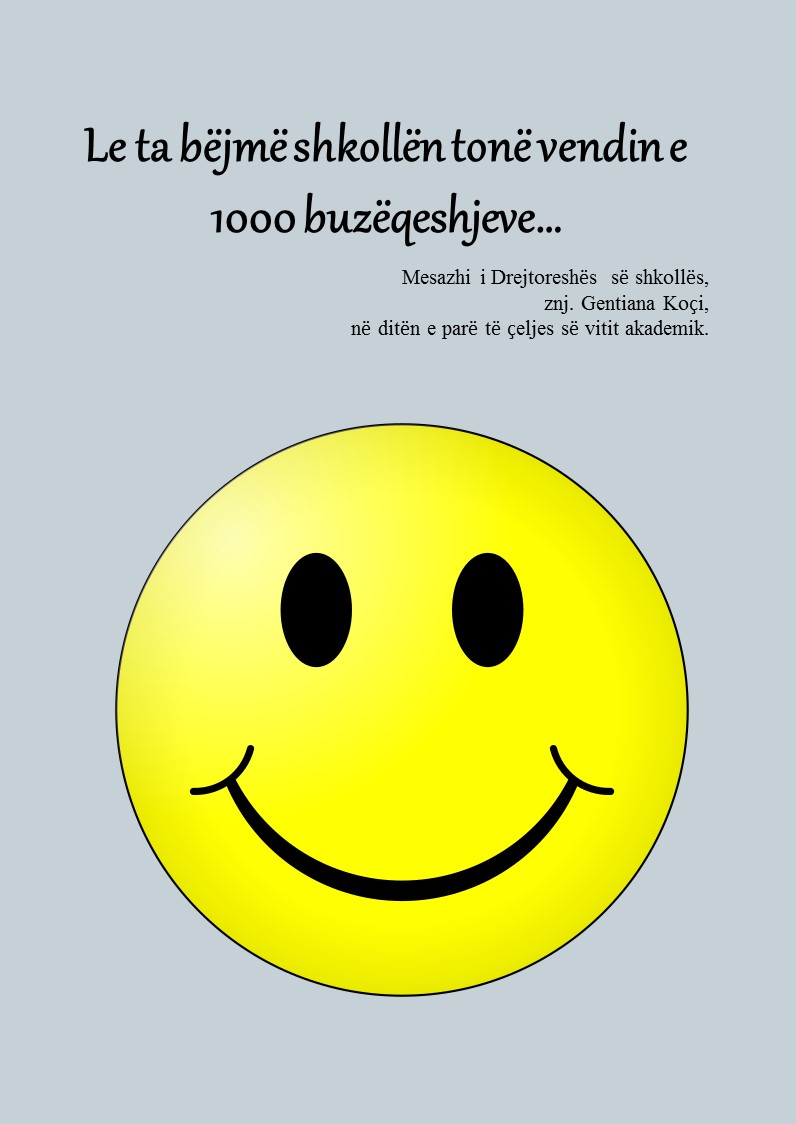 Le ta bëjmë shkollën tonë vendin e
1000 buzëqeshjeve...
Mesazhi i Drejtoreshës së shkollës,
znj. Gentiana Koçi,
në ditën e parë të çeljes së vitit akademik.